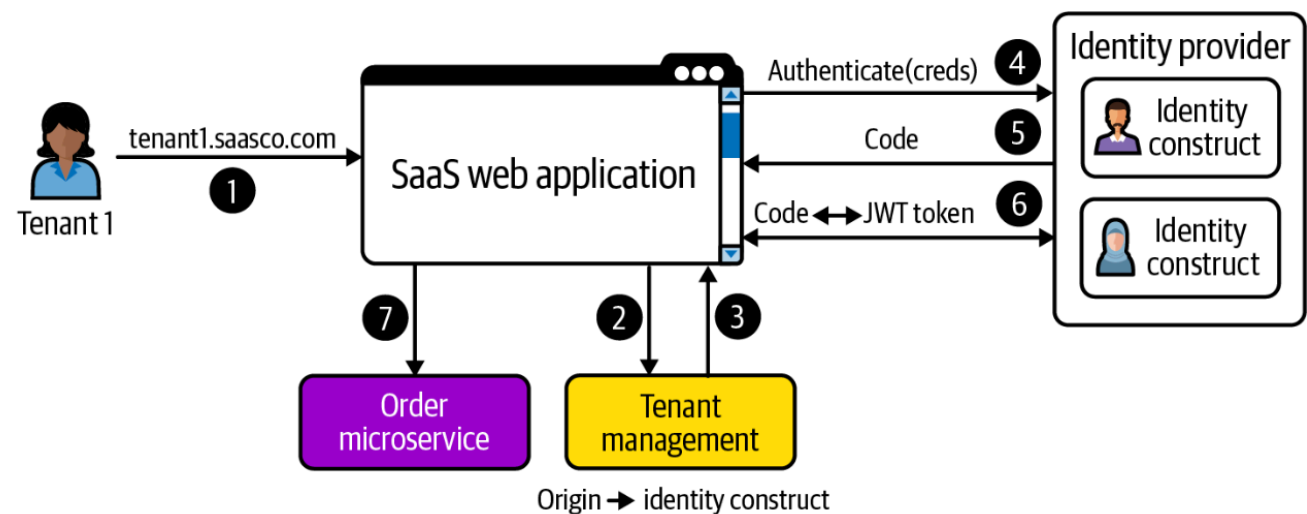 tenant1.saasco.com
1
Tenant 1
SaaS web application
Authenticate(creds)
4
Code
5
Code ↔ JWT token
6
Identity provider
Identity
construct
Identity
construct
7
2
3
Order
microservice
Tenant
management
Origin → identity construct